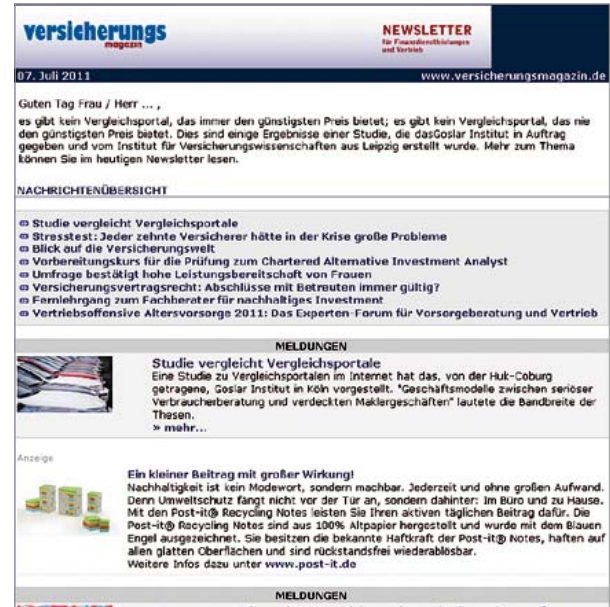 versicherungs
magazin
NEWSLETTER
für Finanzdienstleistungen
und Vertrieb
07. Juli 2011
www.versicherungsmagazin.de
Guten Tag Frau / Herr ... ,
es gibt kein Vergleichsportal, das immer den günstigsten Preis bietet; es gibt kein Vergleichsportal, das nie
den günstigsten Preis bietet. Dies sind einige Ergebnisse einer Studie, die dasGoslar Institut in Auftrag
gegeben und vom Institut für Versicherungswissenschaften aus Leipzig erstellt wurde. Mehr zum Thema
können Sie im heutigen Newsletter lesen.
NACHRICHTENÜBERSICHT
Studie vergleicht Vergleichsportale
Stresstest: Jeder zehnte Versicherer hätte in der Krise große Probleme
Blick auf die Versicherungswelt
Vorbereitungskurs für die Prüfung zum Chartered Alternative Investment Analyst
Umfrage bestätigt hohe Leistungsbereitschaft von Frauen
Versicherungsvertragsrecht: Abschlüsse mit Betreuten immer gültig?
Fernlehrgang zum Fachberater für nachhaltiges Investment
Vertriebsoffensive Altersvorsorge 2011: Das Experten-Forum für Vorsorgeberatung und Vertrieb
MELDUNGEN
Studie vergleicht Vergleichsportale
Eine Studie zu Vergleichsportalen im Internet hat das, von der Huk-Coburg
getragene, Goslar Institut in Köln vorgestellt. "Geschäftsmodelle zwischen seriöser
Verbraucherberatung und verdeckten Maklergeschäften" lautete die Bandbreite der
Thesen.
» mehr...
Anzeige
Ein kleiner Beitrag mit großer Wirkung!
Nachhaltigkeit ist kein Modewort, sondern machbar. Jederzeit und ohne großen Aufwand.
Denn Umweltschutz fängt nicht vor der Tür an, sondern dahinter: Im Büro und zu Hause.
Mit den Post-it® Recycling Notes leisten Sie Ihren aktiven täglichen Beitrag dafür. Die
Post-it® Recycling Notes sind aus 100% Altpapier hergestellt und wurde mit dem Blauen
Engel ausgezeichnet. Sie besitzen die bekannte Haftkraft der Post-it® Notes, haften auf
allen glatten Oberflächen und sind rückstandsfrei wiederablösbar.
Weitere Infos dazu unter www.post-it.de
MELDUNGEN